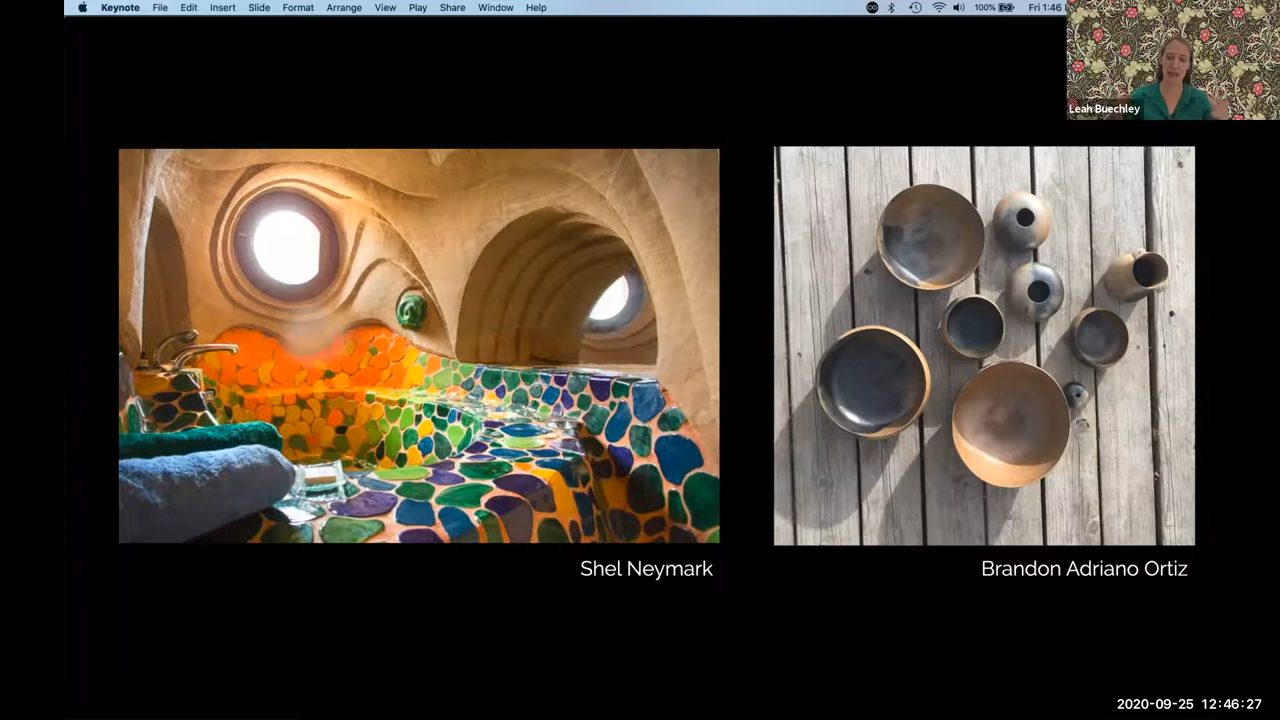 Keynote File Edit Insert Slide Format Arrange View Play Share Window Help 100% Fri 1:46
Leah Buechley
Shel Neymark
Brandon Adriano Ortiz
2020-09-25 12:46:27